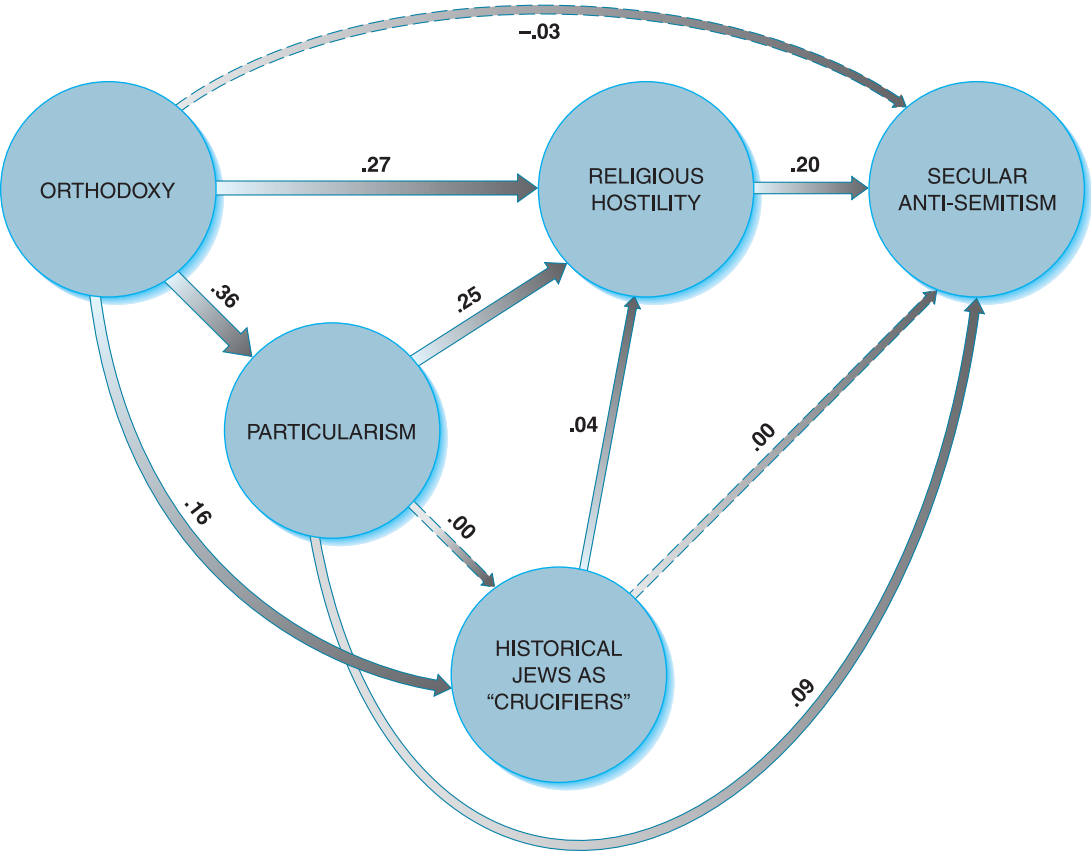 –.03
ORTHODOXY
.27
RELIGIOUS
HOSTILITY
.20
SECULAR
ANTI-SEMITISM
.36
.25
PARTICULARISM
.04
.00
.16
.00
HISTORICAL
JEWS AS
“CRUCIFIERS”
.09